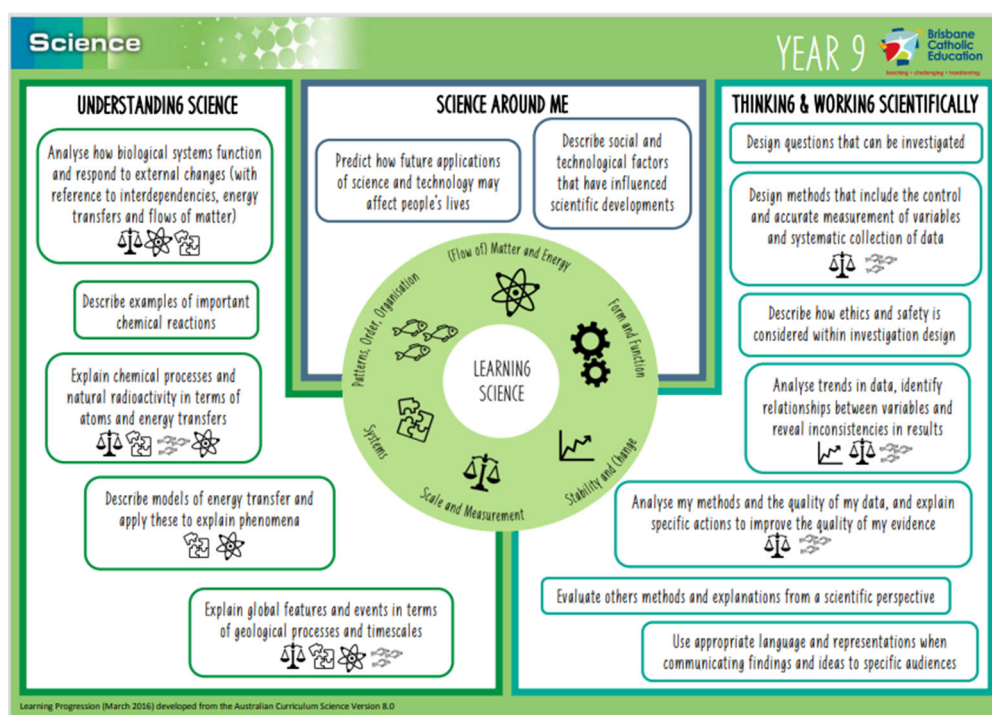 Science
YEAR 9
Brisbane
Catholic
Education
teaching • challenging • transforming
UNDERSTANDING SCIENCE
Analyse how biological systems function
and respond to external changes (with
reference to interdependencies, energy
transfers and flows of matter)
Describe examples of important
chemical reactions
Explain chemical processes and
natural radioactivity in terms of
atoms and energy transfers
Describe models of energy transfer and
apply these to explain phenomena
Explain global features and events in terms
of geological processes and timescales
SCIENCE AROUND ME
Predict how future applications
of science and technology may
affect people's lives
Describe social and
technological factors
that have influenced
scientific developments
(Flow of) Matter and Energy
Form and Function
Stability and Change
Scale and Measurement
Systems
Patterns, Order, Organisation
LEARNING
SCIENCE
THINKING & WORKING SCIENTIFICALLY
Design questions that can be investigated
Design methods that include the control
and accurate measurement of variables
and systematic collection of data
Describe how ethics and safety is
considered within investigation design
Analyse trends in data, identify
relationships between variables and
reveal inconsistencies in results
Analyse my methods and the quality of my data, and explain
specific actions to improve the quality of my evidence
Evaluate others methods and explanations from a scientific perspective
Use appropriate language and representations when
communicating findings and ideas to specific audiences
Learning Progression (March 2016) developed from the Australian Curriculum Science Version 8.0